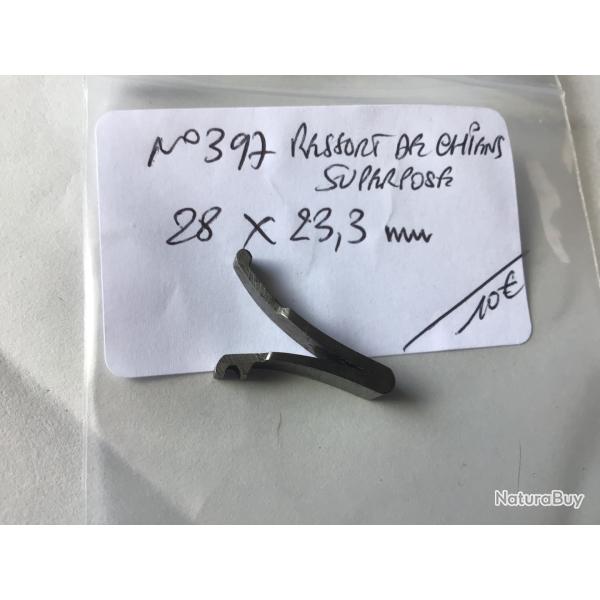 N° 397 RESSORT DE CHIENS
SUPERPOSE
28 X 23,3 mm
10€
NaturaBuy